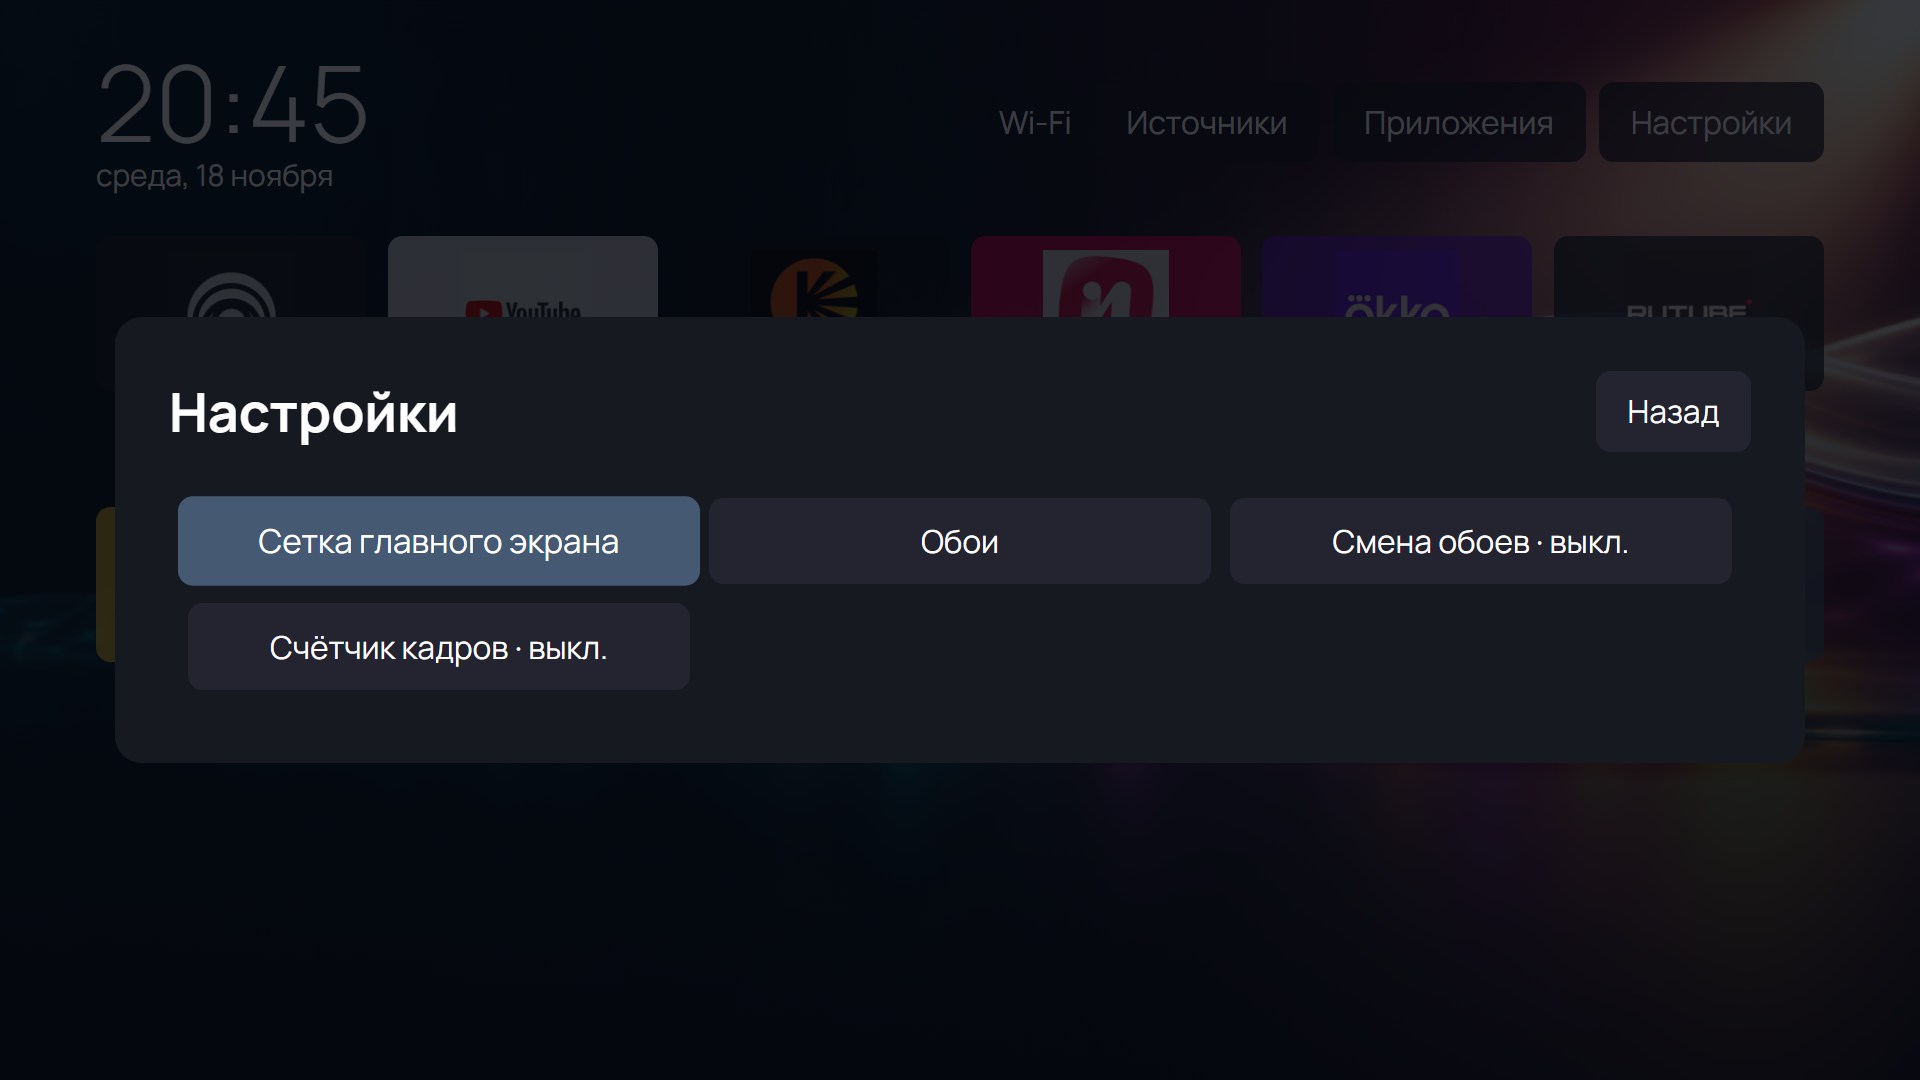 20:45
среда, 18 ноября
Wi-Fi
Источники
Приложения
Настройки
YouTube
okko
RUTUBE
Настройки
Назад
Сетка главного экрана
Обои
Смена обоев · выкл.
Счётчик кадров · выкл.